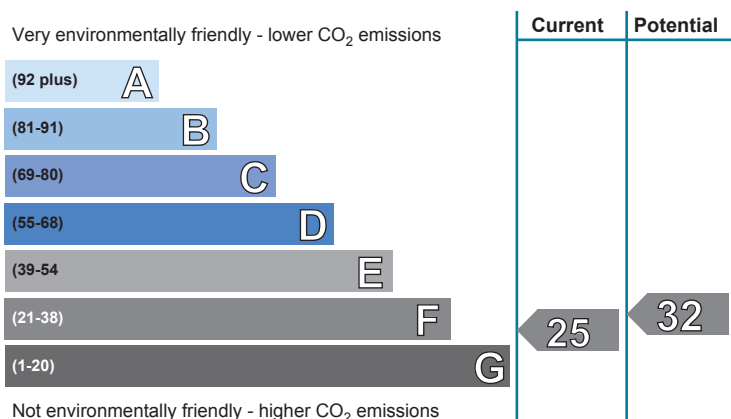 Very environmentally friendly - lower CO₂ emissions
Current
Potential
(92 plus) A
(81-91) B
(69-80) C
(55-68) D
(39-54 E
(21-38) F
25
32
(1-20) G
Not environmentally friendly - higher CO₂ emissions